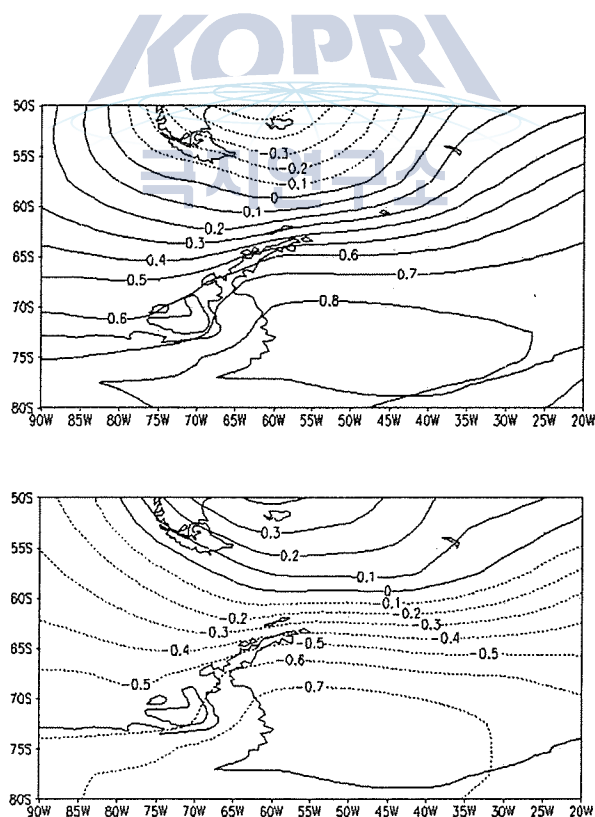 KOPRI
극지연구소
50S
55S
60S
65S
70S
75S
80S
-0.3
-0.2
-0.1
0
0.1
0.2
0.3
0.4
0.5
0.6
0.6
0.7
0.8
90W 85W 80W 75W 70W 65W 60W 55W 50W 45W 40W 35W 30W 25W 20W
50S
55S
60S
65S
70S
75S
80S
0.3
0.2
0.1
0
-0.1
-0.2
-0.2
-0.3
-0.3
-0.4
-0.4
-0.5
-0.5
-0.5
-0.6
-0.7
90W 85W 80W 75W 70W 65W 60W 55W 50W 45W 40W 35W 30W 25W 20W